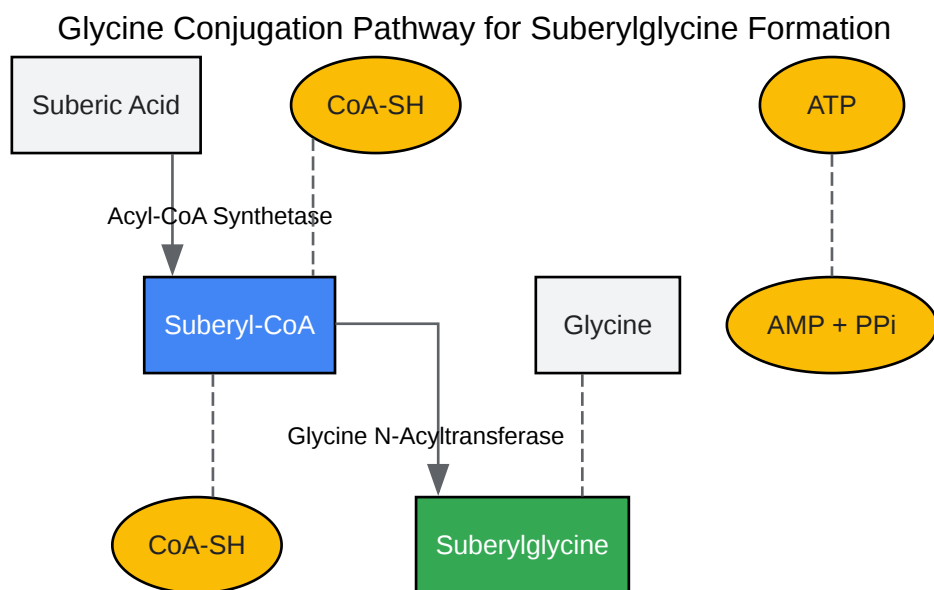 Glycine Conjugation Pathway for Suberylglycine Formation
Suberic Acid
CoA-SH
ATP
Acyl-CoA Synthetase
Suberyl-CoA
Glycine
AMP + PPi
Glycine N-Acyltransferase
CoA-SH
Suberylglycine